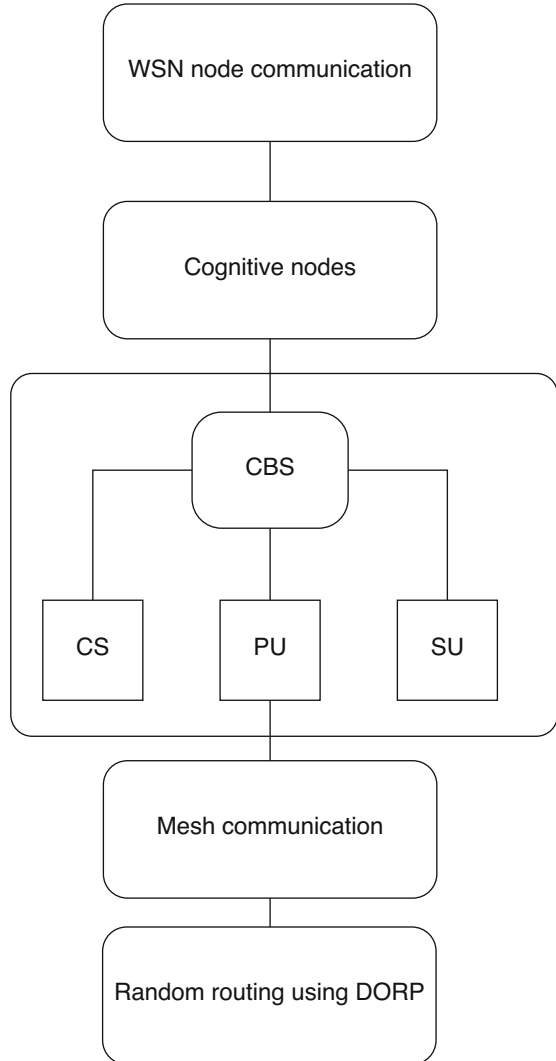 WSN node communication
Cognitive nodes
CBS
CS
PU
SU
Mesh communication
Random routing using DORP